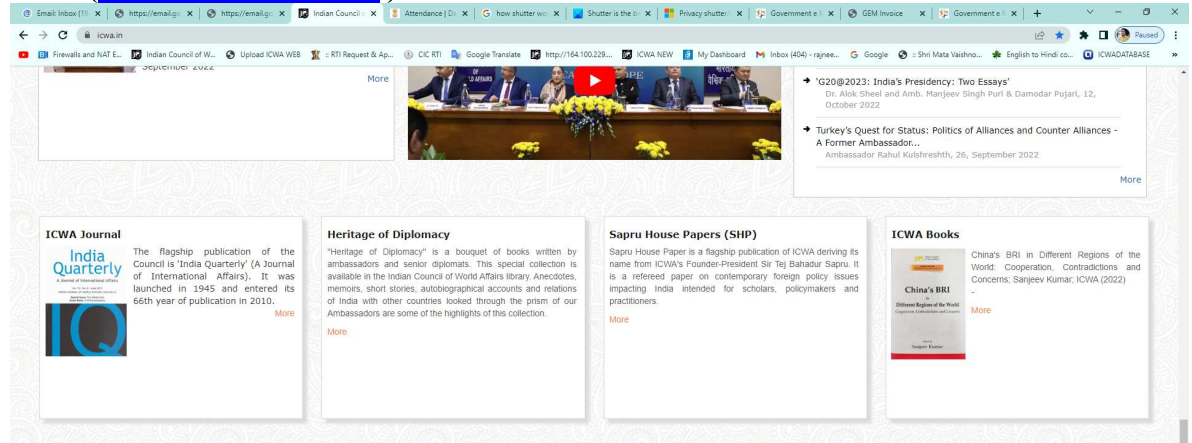 Email: Inbox (19
https://email.go
https://email.go
Indian Council
Attendance | Da
how shutter wo
Shutter is the br
Privacy shutter
Government e
GEM Invoice
Government e
icwa.in
Paused
Firewalls and NAT E...
Indian Council of W...
Upload ICWA WEB
:: RTI Request & Ap...
CIC RTI
Google Translate
http://164.100.229....
ICWA NEW
My Dashboard
Inbox (404) - rajnee...
Google
:: Shri Mata Vaishno...
English to Hindi co...
ICWADATABASE
»
September 2022
More
'G20@2023: India's Presidency: Two Essays'
Dr. Alok Sheel and Amb. Manjeev Singh Puri & Damodar Pujari, 12,
October 2022
Turkey's Quest for Status: Politics of Alliances and Counter Alliances -
A Former Ambassador...
Ambassador Rahul Kulshreshth, 26, September 2022
More
ICWA Journal
India
Quarterly
A Journal of International Affairs
IQ
The flagship publication of the
Council is 'India Quarterly' (A Journal
of International Affairs). It was
launched in 1945 and entered its
66th year of publication in 2010.
More
Heritage of Diplomacy
"Heritage of Diplomacy" is a bouquet of books written by
ambassadors and senior diplomats. This special collection is
available in the Indian Council of World Affairs library. Anecdotes,
memoirs, short stories, autobiographical accounts and relations
of India with other countries looked through the prism of our
Ambassadors are some of the highlights of this collection.
More
Sapru House Papers (SHP)
Sapru House Paper is a flagship publication of ICWA deriving its
name from ICWA's Founder-President Sir Tej Bahadur Sapru. It
is a refereed paper on contemporary foreign policy issues
impacting India intended for scholars, policymakers and
practitioners.
More
ICWA Books
China's BRI
in
Different Regions of the World
Cooperation, Contradictions and Concerns
Sanjeev Kumar
China's BRI in Different Regions of the
World: Cooperation, Contradictions and
Concerns; Sanjeev Kumar; ICWA (2022)
-
More